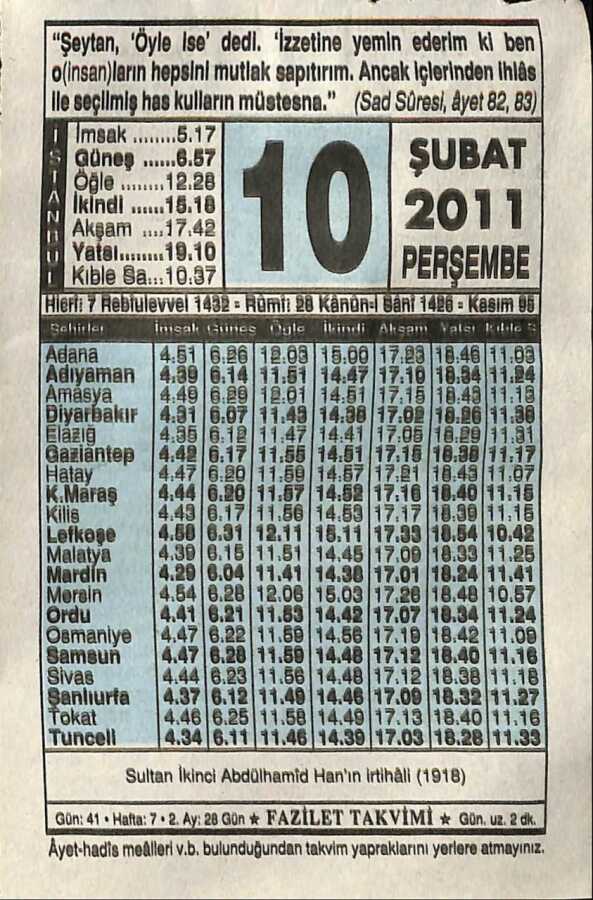 "Şeytan, 'Öyle ise' dedi. 'İzzetine yemin ederim ki ben
o(insan)ların hepsini mutlak sapıtırım. Ancak içlerinden ihlâs
ile seçilmiş has kulların müstesna." (Sad Sûresi, âyet 82, 83)
İSTANBUL
İmsak ........5.17
Güneş ......6.57
Öğle ........12.28
İkindi ......15.18
Akşam ....17.42
Yatsı.........19.10
Kıble Sa...10.37
10
ŞUBAT
2011
PERŞEMBE
Hicrî: 7 Rebîulevvel 1432 - Rûmî: 28 Kânûn-i Sânî 1426 - Kasım 95
Şehirler İmsak Güneş Öğle İkindi Akşam Yatsı Kıble S
Adana 4.51 6.26 12.03 15.00 17.23 18.46 11.03
Adıyaman 4.39 6.14 11.51 14.47 17.10 18.34 11.24
Amasya 4.49 6.29 12.01 14.51 17.15 18.43 11.13
Diyarbakır 4.31 6.07 11.43 14.38 17.02 18.26 11.38
Elazığ 4.35 6.12 11.47 14.41 17.05 18.29 11.31
Gaziantep 4.42 6.17 11.55 14.51 17.15 18.38 11.17
Hatay 4.47 6.20 11.59 14.57 17.21 18.43 11.07
K.Maraş 4.44 6.20 11.57 14.52 17.16 18.40 11.15
Kilis 4.43 6.17 11.56 14.53 17.17 18.39 11.15
Lefkoşe 4.58 6.31 12.11 15.11 17.33 18.54 10.42
Malatya 4.39 6.15 11.51 14.45 17.09 18.33 11.25
Mardin 4.29 6.04 11.41 14.38 17.01 18.24 11.41
Mersin 4.54 6.28 12.06 15.03 17.26 18.48 10.57
Ordu 4.41 6.21 11.53 14.42 17.07 18.34 11.24
Osmaniye 4.47 6.22 11.59 14.56 17.19 18.42 11.09
Samsun 4.47 6.28 11.59 14.48 17.12 18.40 11.16
Sivas 4.44 6.23 11.56 14.48 17.12 18.38 11.18
Şanlıurfa 4.37 6.12 11.49 14.46 17.09 18.32 11.27
Tokat 4.46 6.25 11.58 14.49 17.13 18.40 11.16
Tunceli 4.34 6.11 11.46 14.39 17.03 18.28 11.33
Sultan İkinci Abdülhamîd Han'ın irtihâli (1918)
Gün: 41 • Hafta: 7 • 2. Ay: 28 Gün ★ FAZİLET TAKVİMİ ★ Gün. uz. 2 dk.
Âyet-hadîs meâlleri v.b. bulunduğundan takvim yapraklarını yerlere atmayınız.